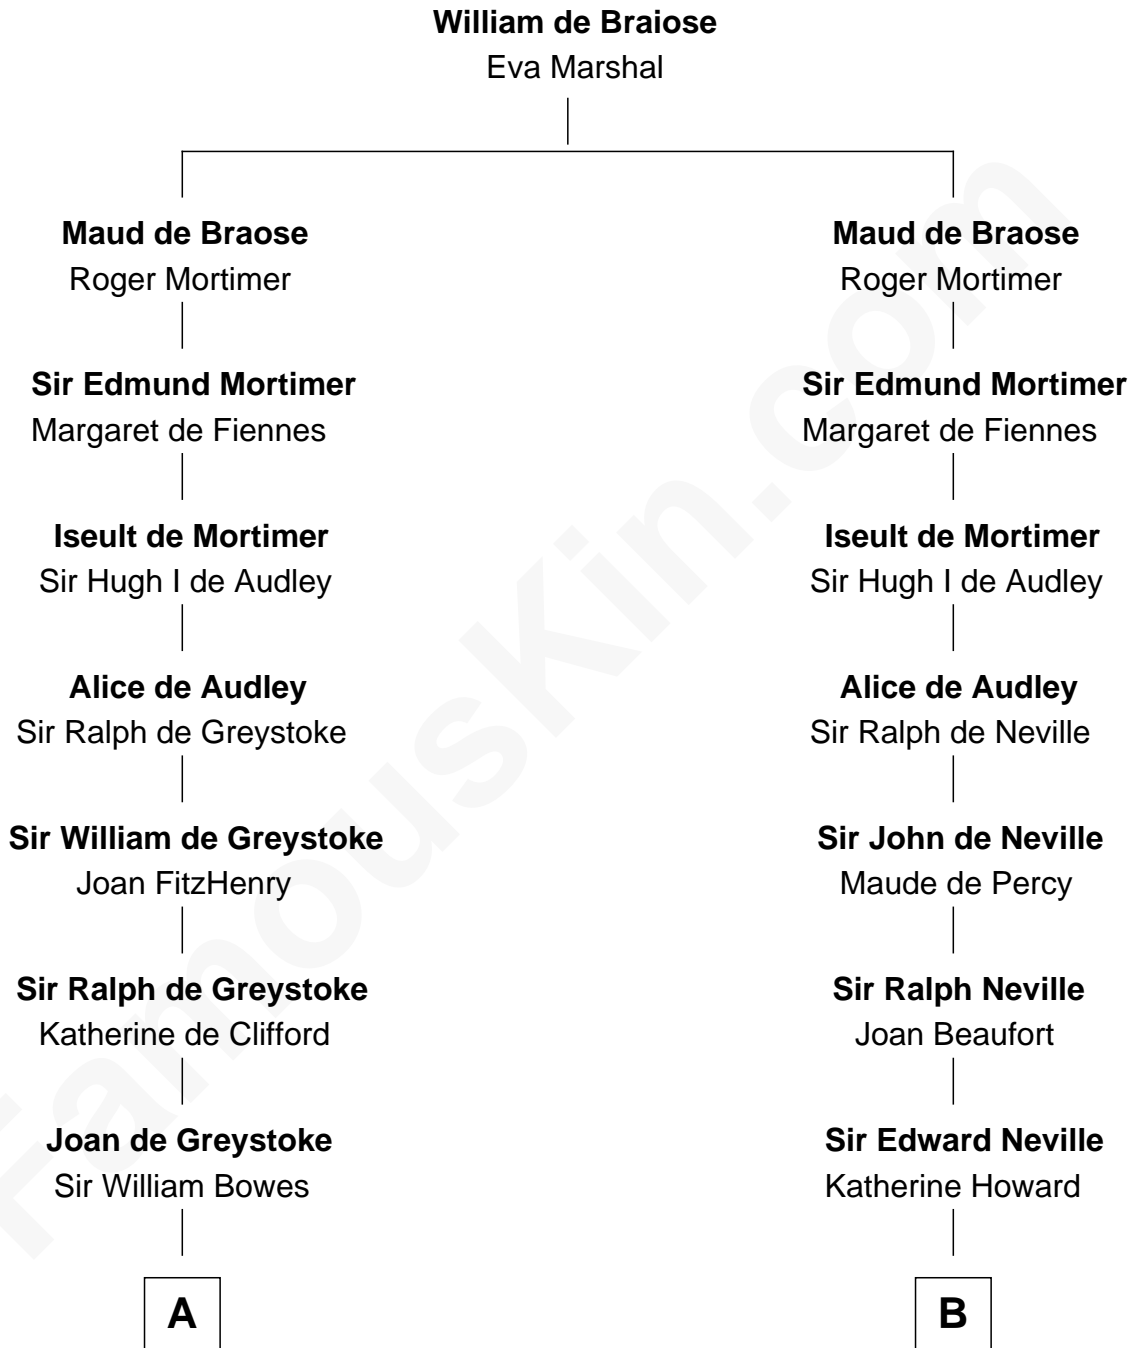 William de Braiose
Eva Marshal
Maud de Braose
Roger Mortimer
Maud de Braose
Roger Mortimer
Sir Edmund Mortimer
Margaret de Fiennes
Sir Edmund Mortimer
Margaret de Fiennes
Iseult de Mortimer
Sir Hugh I de Audley
Iseult de Mortimer
Sir Hugh I de Audley
Alice de Audley
Sir Ralph de Greystoke
Alice de Audley
Sir Ralph de Neville
Sir William de Greystoke
Joan FitzHenry
Sir John de Neville
Maude de Percy
Sir Ralph de Greystoke
Katherine de Clifford
Sir Ralph Neville
Joan Beaufort
Joan de Greystoke
Sir William Bowes
Sir Edward Neville
Katherine Howard
A
B
FamousKin.com